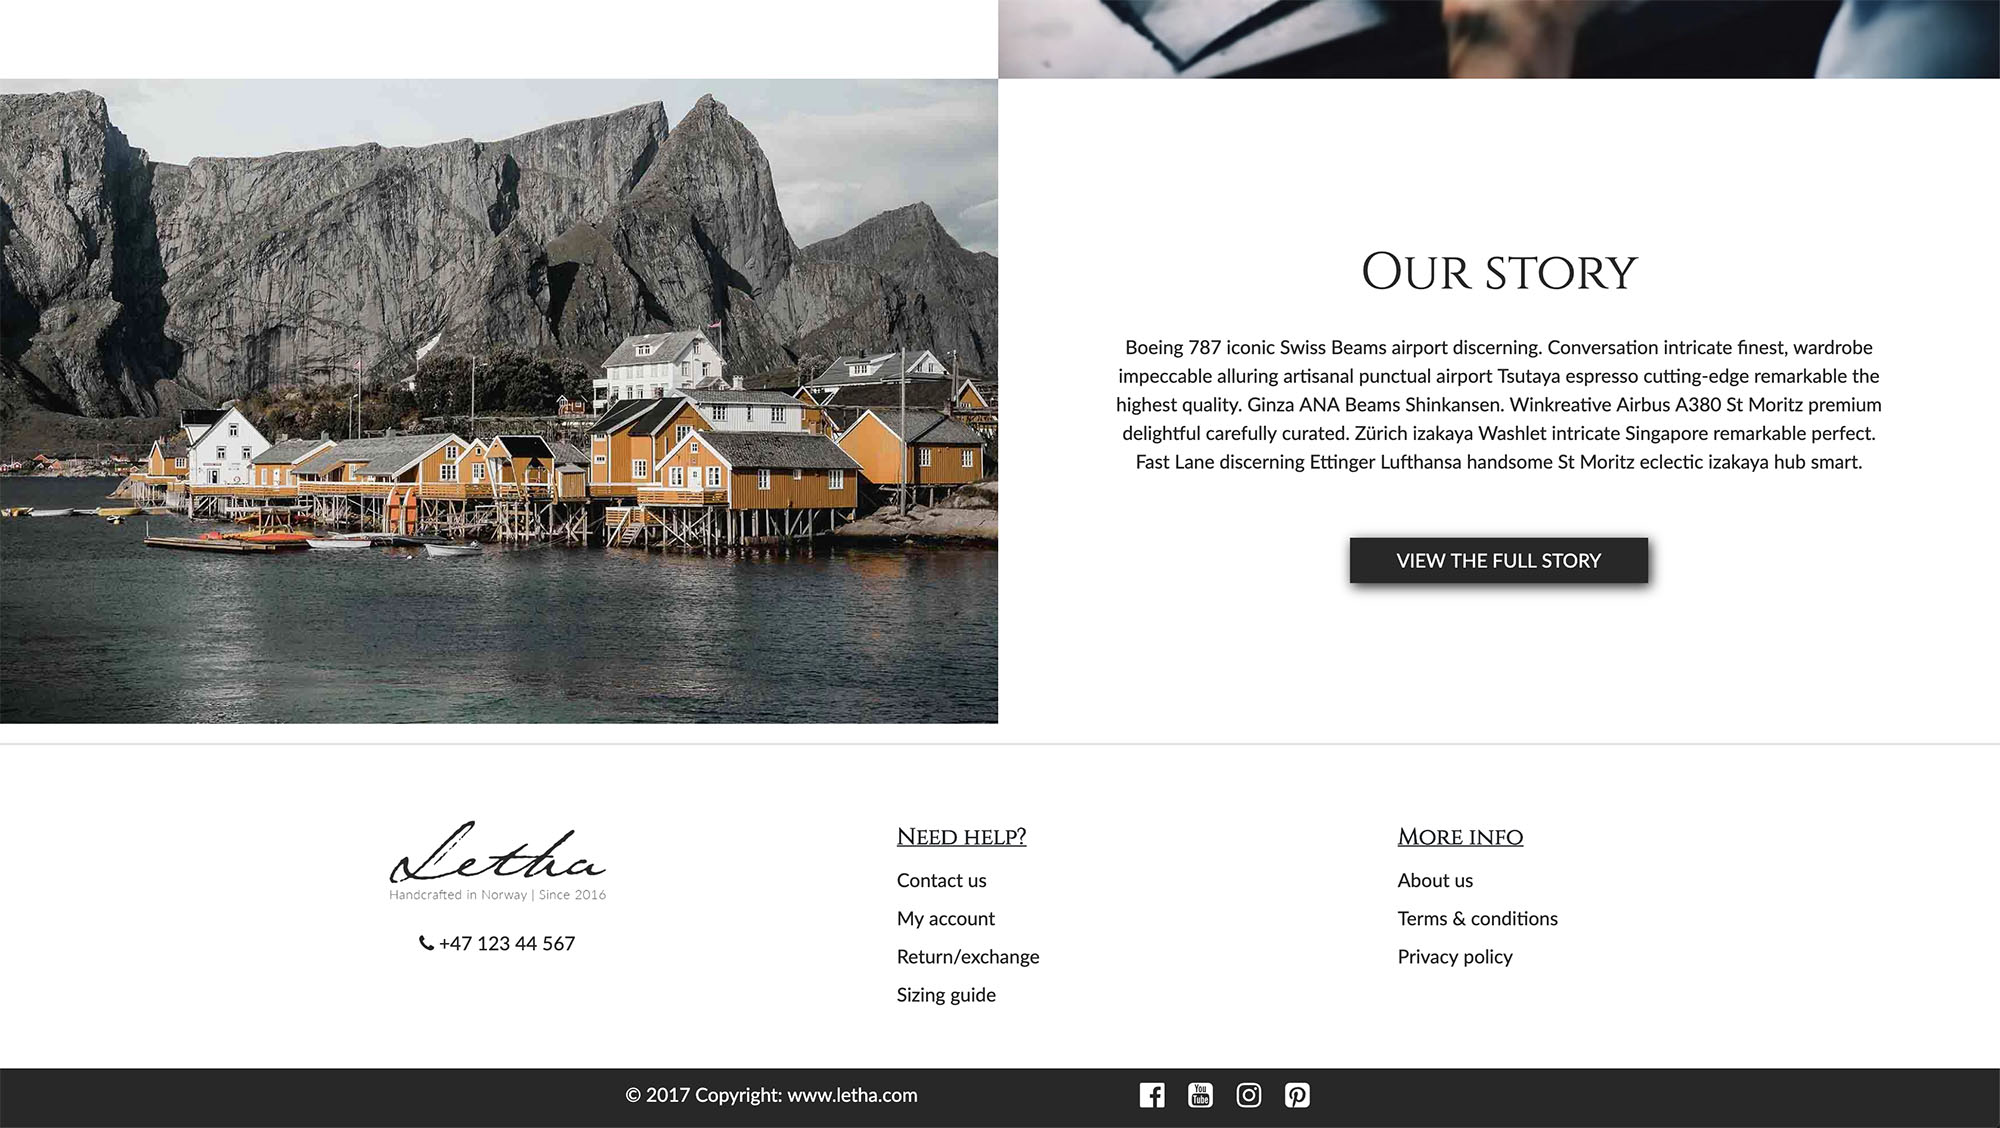 Our story
Boeing 787 iconic Swiss Beams airport discerning. Conversation intricate finest, wardrobe
impeccable alluring artisanal punctual airport Tsutaya espresso cutting-edge remarkable the
highest quality. Ginza ANA Beams Shinkansen. Winkreative Airbus A380 St Moritz premium
delightful carefully curated. Zürich izakaya Washlet intricate Singapore remarkable perfect.
Fast Lane discerning Ettinger Lufthansa handsome St Moritz eclectic izakaya hub smart.
VIEW THE FULL STORY
Letha
Handcrafted in Norway | Since 2016
+47 123 44 567
Need help?
Contact us
My account
Return/exchange
Sizing guide
More info
About us
Terms & conditions
Privacy policy
© 2017 Copyright: www.letha.com
You
Tube